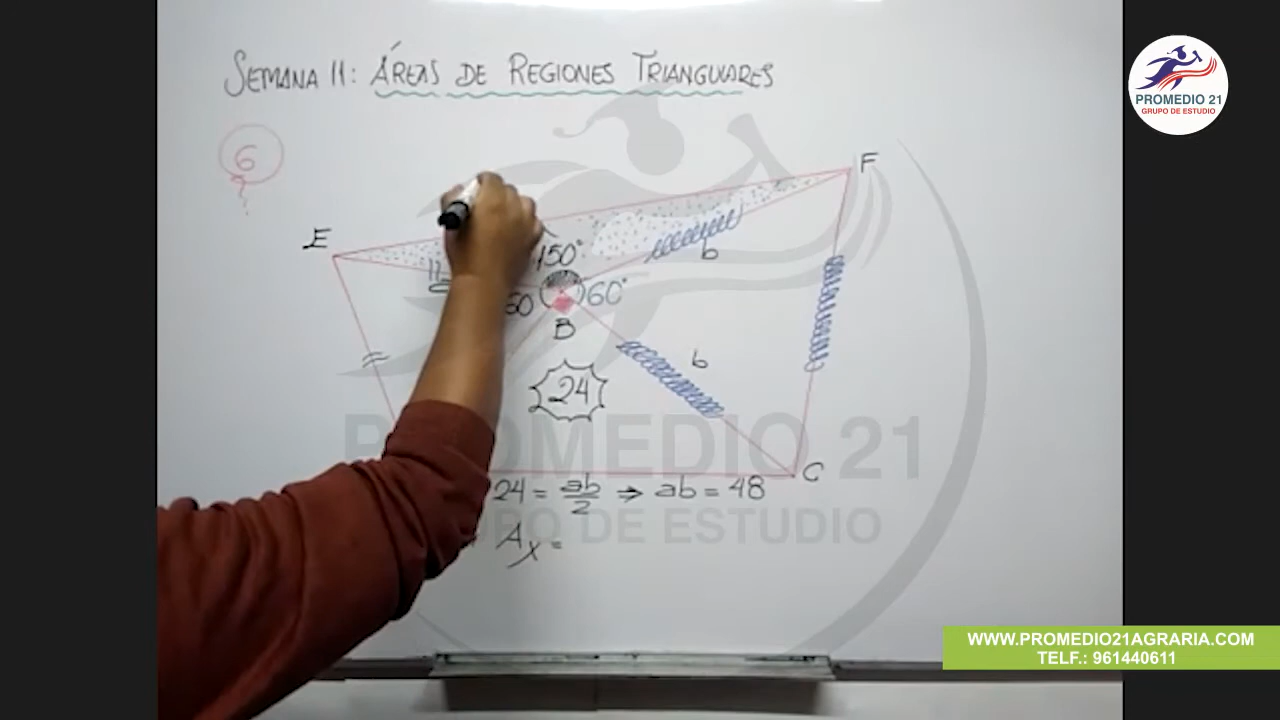 SEMANA 11: ÁREAS DE REGIONES TRIANGULARES
PROMEDIO 21
GRUPO DE ESTUDIO
6
F
E
150°
b
a
60
60°
B
b
24
PROMEDIO 21
C
24 = ab/2 ⇒ ab = 48
GRUPO DE ESTUDIO
Ax =
WWW.PROMEDIO21AGRARIA.COM
TELF.: 961440611